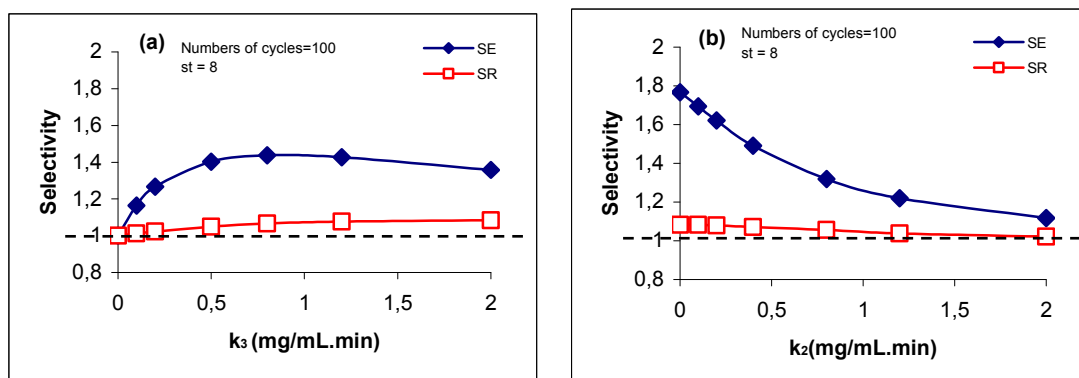 (a)
Numbers of cycles=100
st = 8
SE
SR
2
1,8
1,6
1,4
1,2
1
0,8
Selectivity
0 0,5 1 1,5 2
k3 (mg/mL.min)
(b)
Numbers of cycles=100
st = 8
SE
SR
2
1,8
1,6
1,4
1,2
1
0,8
Selectivity
0 0,5 1 1,5 2
k2(mg/mL.min)